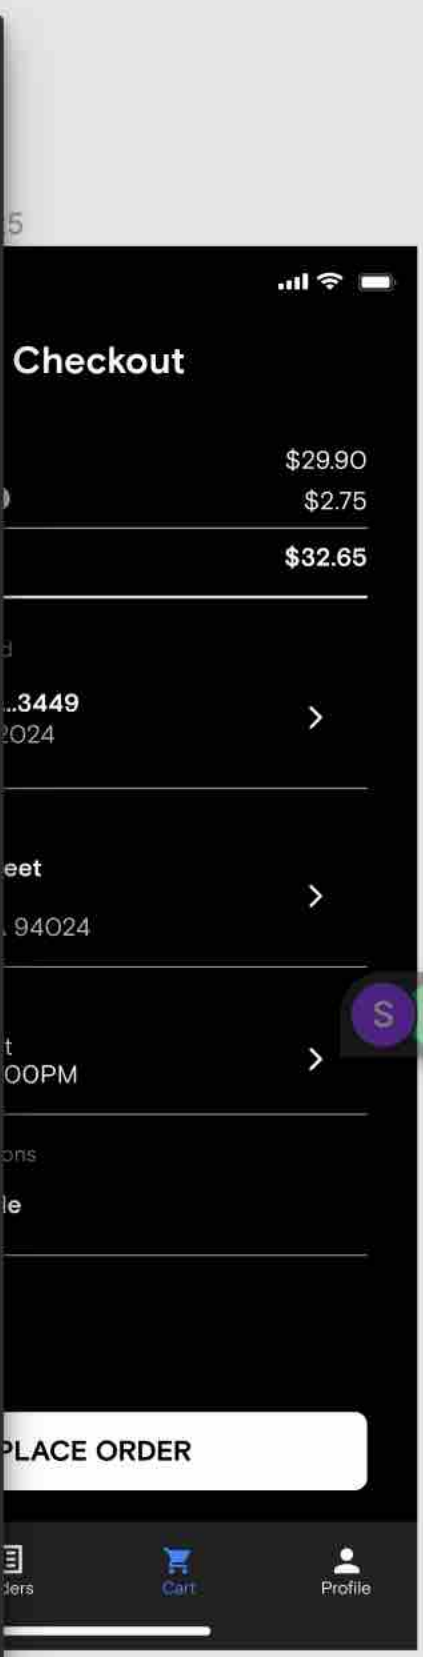 5
Checkout
$29.90
$2.75
$32.65
d
...3449
2024
eet
94024
S
t
00PM
ons
le
PLACE ORDER
ders
Cart
Profile